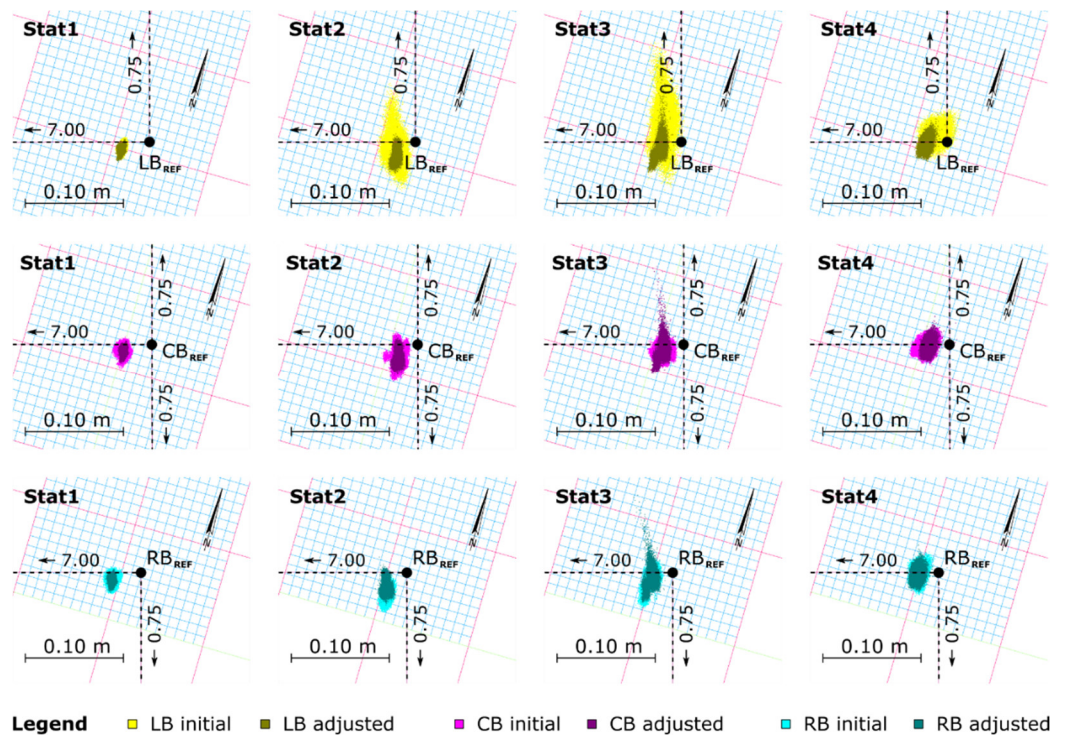 Stat1 Stat2 Stat3 Stat4
0.75 0.75 0.75 0.75
7.00 7.00 7.00 7.00
LBREF LBREF LBREF LBREF
0.10 m 0.10 m 0.10 m 0.10 m
Stat1 Stat2 Stat3 Stat4
0.75 0.75 0.75 0.75
7.00 7.00 7.00 7.00
CBREF CBREF CBREF CBREF
0.75 0.75 0.75 0.75
0.10 m 0.10 m 0.10 m 0.10 m
Stat1 Stat2 Stat3 Stat4
7.00 RBREF 7.00 RBREF 7.00 RBREF 7.00 RBREF
0.75 0.75 0.75 0.75
0.10 m 0.10 m 0.10 m 0.10 m
Legend LB initial LB adjusted CB initial CB adjusted RB initial RB adjusted